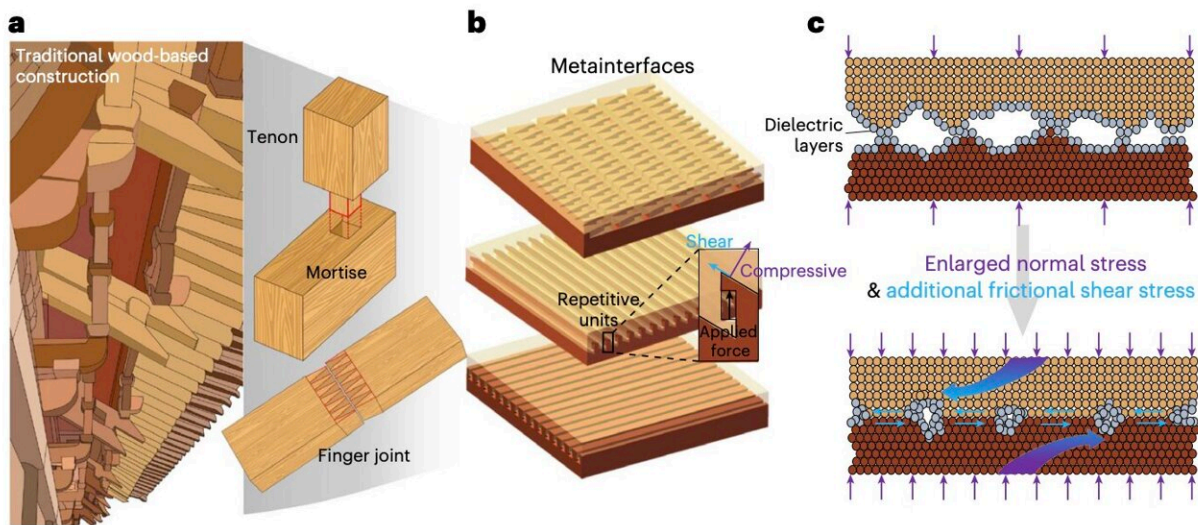 a
Traditional wood-based
construction
Tenon
Mortise
Finger joint
b
Metainterfaces
Shear
Compressive
Repetitive
units
Applied
force
c
Dielectric
layers
Enlarged normal stress
& additional frictional shear stress